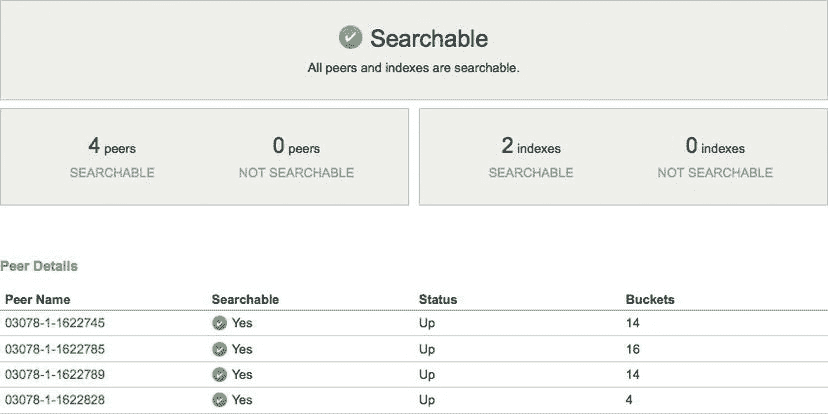 Searchable
All peers and indexes are searchable.
4 peers 0 peers 2 indexes 0 indexes
SEARCHABLE NOT SEARCHABLE SEARCHABLE NOT SEARCHABLE
Peer Details
Peer Name Searchable Status Buckets
03078-1-1622745 Yes Up 14
03078-1-1622785 Yes Up 16
03078-1-1622789 Yes Up 14
03078-1-1622828 Yes Up 4